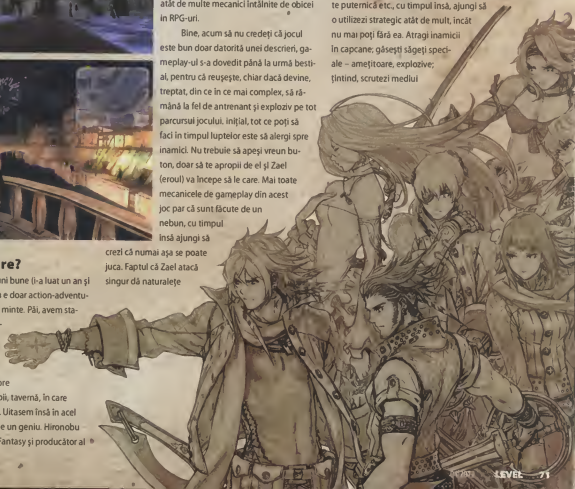 atât de multe mecanici întâlnite de obicei
in RPG-uri.
Bine, acum să nu credeți că jocul
este bun doar datorită unei descrieri, ga-
meplay-ul s-a dovedit până la urmă besti-
al, pentru că reușește, chiar dacă devine,
treptat, din ce în ce mai complex, să ră-
mână la fel de antrenant și exploziv pe tot
parcursul jocului. inițial, tot ce poți să
faci în timpul luptelor este să alergi spre
inamici. Nu trebuie să apeși vreun bu-
ton, doar să te apropii de el și Zael
(eroul) va începe să le care. Mai toate
mecanicele de gameplay din acest
joc par că sunt făcute de un
nebun, cu timpul
însă ajungi să
crezi că numai așa se poate
juca. Faptul că Zael atacă
singur dă naturalețe
te puternică etc., cu timpul însă, ajungi să
o utilizezi strategic atât de mult, încât
nu mai poți fără ea. Atragi inamicii
în capcane; găsești săgeți speci-
ale – amețitoare, explozive;
țintind, scrutezi mediul
re?
ni bune (i-a luat un an și
e doar action-adventu-
minte. Păi, avem sta-
ore
pii, tavernă, în care
. Uitasem însă in acel
e un geniu. Hironobu
Fantasy și producător al
LEVEL 71